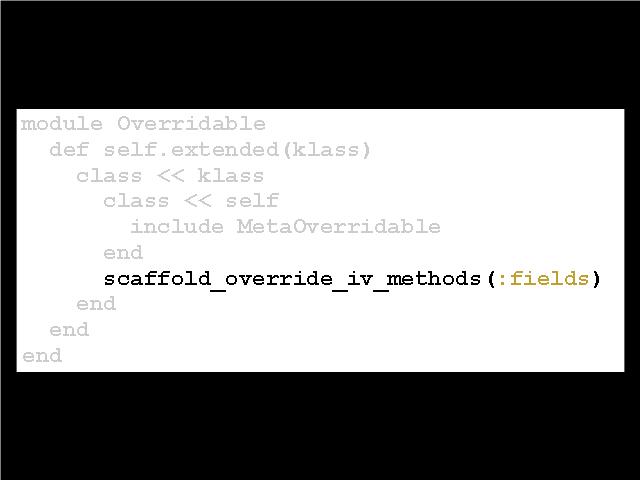 module Overridable
  def self.extended(klass)
    class << klass
      class << self
        include MetaOverridable
      end
      scaffold_override_iv_methods(:fields)
    end
  end
end